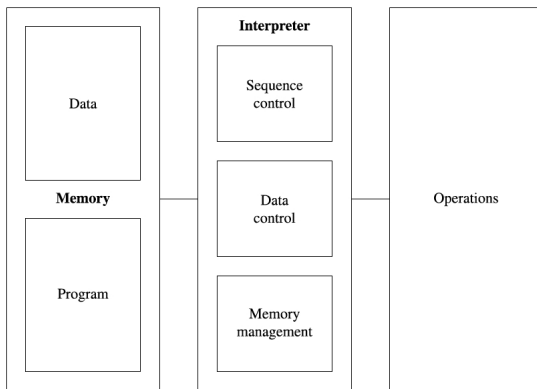 Data
Memory
Program
Interpreter
Sequence
control
Data
control
Memory
management
Operations